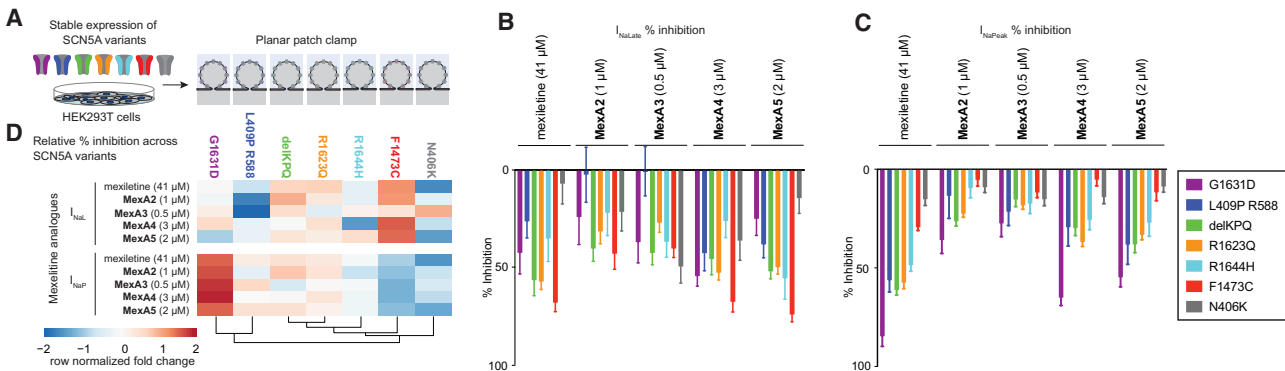 A
Stable expression of
SCN5A variants
Planar patch clamp
HEK293T cells
D
Relative % inhibition across
SCN5A variants
G1631D
L409P R588
delKPQ
R1623Q
R1644H
F1473C
N406K
Mexiletine analogues
INaL
mexiletine (41 µM)
MexA2 (1 µM)
MexA3 (0.5 µM)
MexA4 (3 µM)
MexA5 (2 µM)
INaP
mexiletine (41 µM)
MexA2 (1 µM)
MexA3 (0.5 µM)
MexA4 (3 µM)
MexA5 (2 µM)
−2 −1 0 1 2
row normalized fold change
B
INaLate % inhibition
mexiletine (41 µM)
MexA2 (1 µM)
MexA3 (0.5 µM)
MexA4 (3 µM)
MexA5 (2 µM)
0
50
100
% Inhibition
C
INaPeak % inhibition
mexiletine (41 µM)
MexA2 (1 µM)
MexA3 (0.5 µM)
MexA4 (3 µM)
MexA5 (2 µM)
0
50
100
% Inhibition
G1631D
L409P R588
delKPQ
R1623Q
R1644H
F1473C
N406K